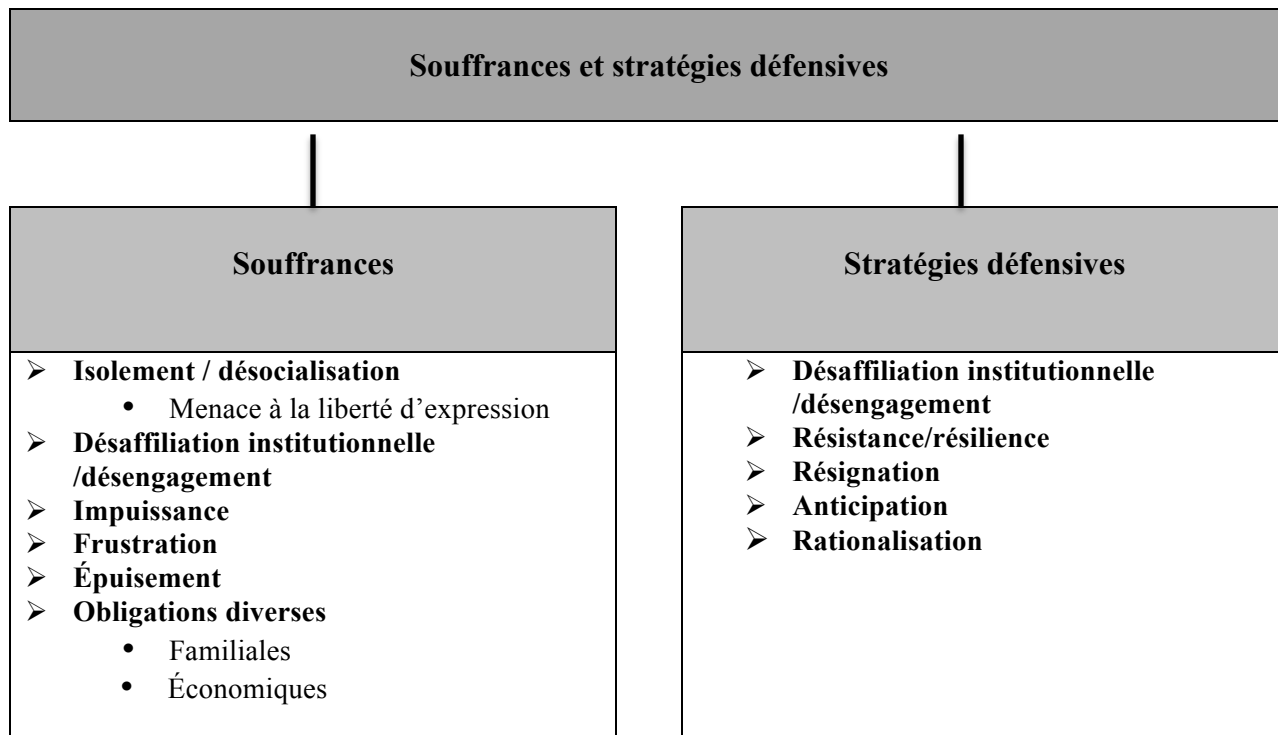 Souffrances et stratégies défensives
Souffrances
➢ Isolement / désocialisation
• Menace à la liberté d’expression
➢ Désaffiliation institutionnelle
/désengagement
➢ Impuissance
➢ Frustration
➢ Épuisement
➢ Obligations diverses
• Familiales
• Économiques
Stratégies défensives
➢ Désaffiliation institutionnelle
/désengagement
➢ Résistance/résilience
➢ Résignation
➢ Anticipation
➢ Rationalisation